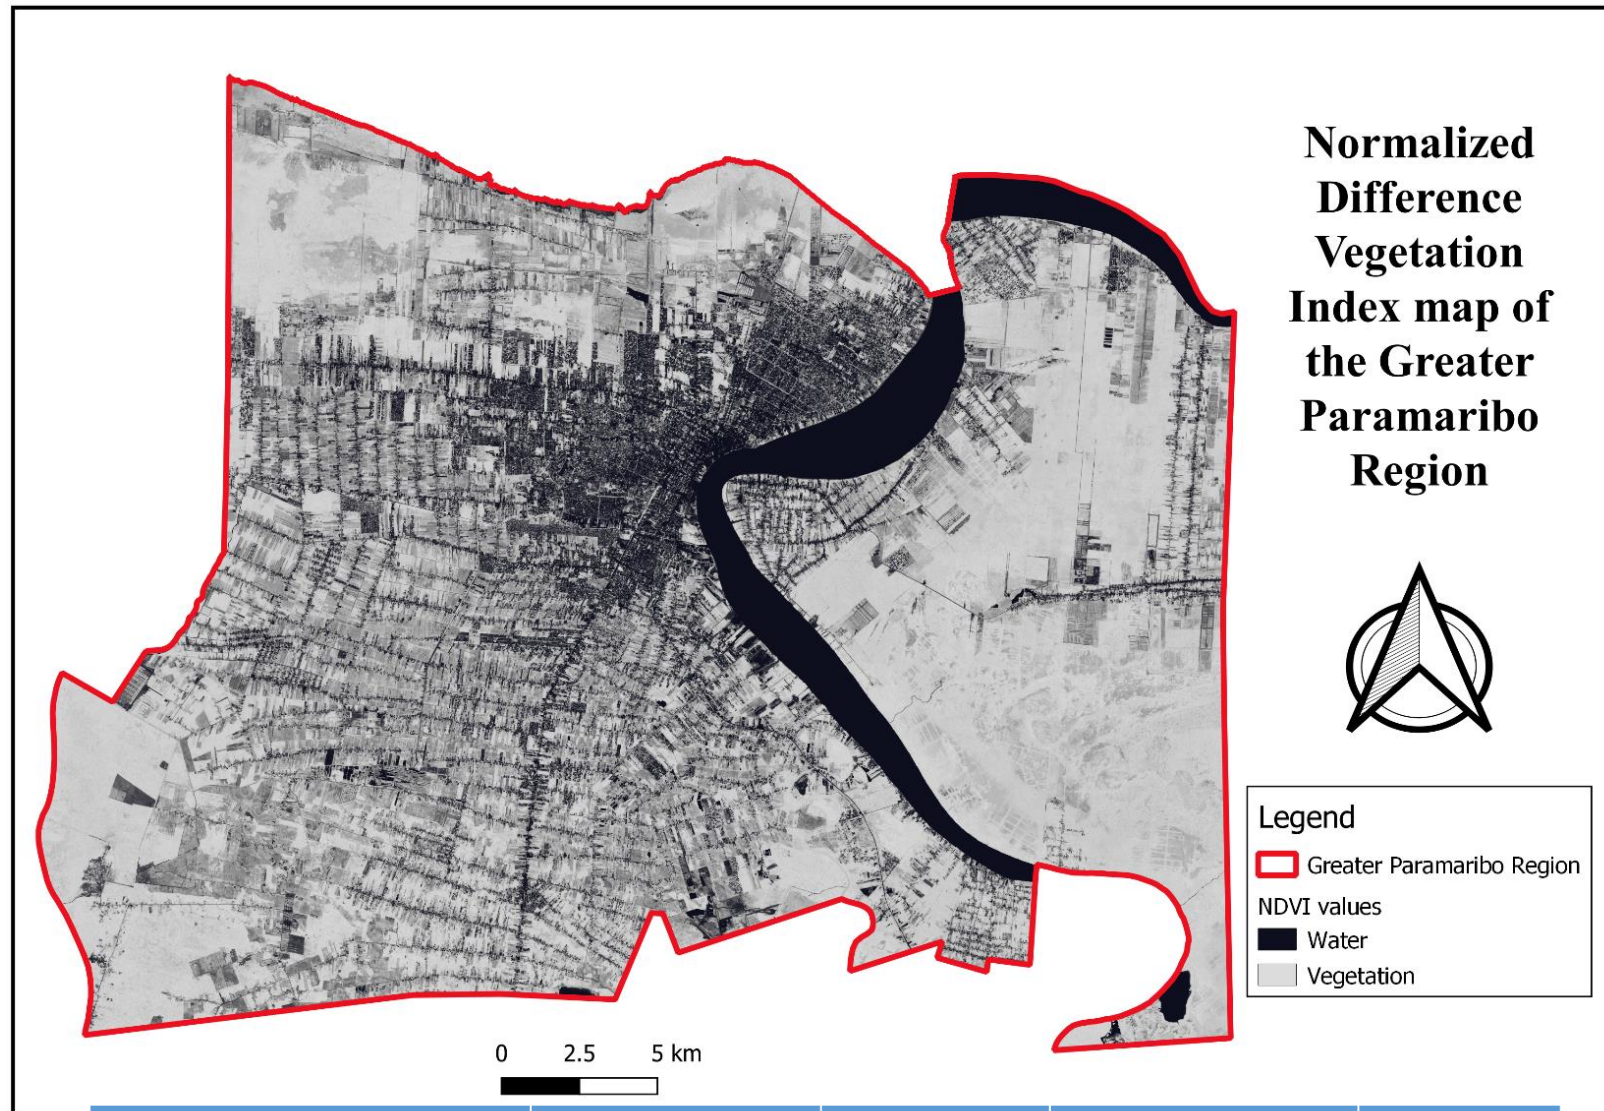 Normalized
Difference
Vegetation
Index map of
the Greater
Paramaribo
Region
Legend
Greater Paramaribo Region
NDVI values
Water
Vegetation
0 2.5 5 km